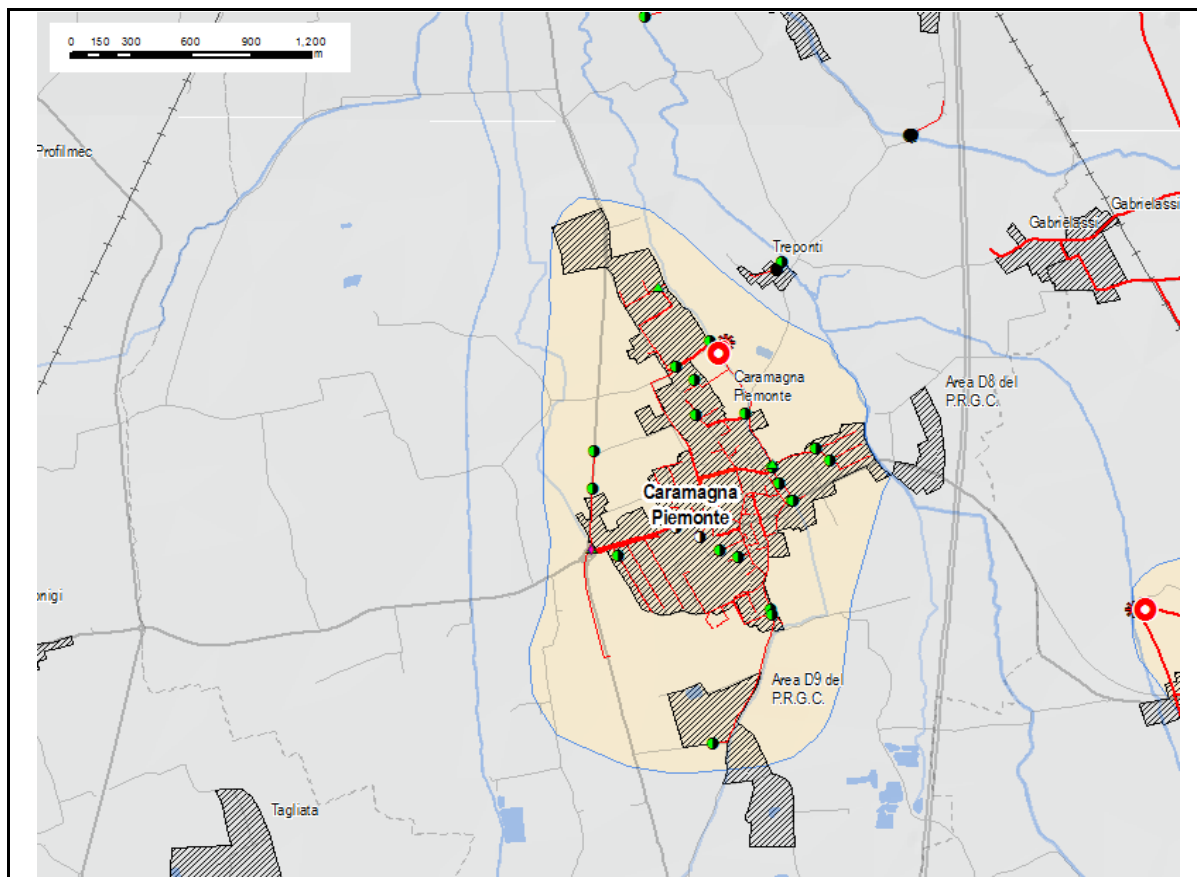 0 150 300 600 900 1,200
m
Profilmec
Gabrielassi
Gabrielassi
Treponti
Caramagna
Piemonte
Area D8 del
P.R.G.C.
Caramagna
Piemonte
onigi
Area D9 del
P.R.G.C.
Tagliata